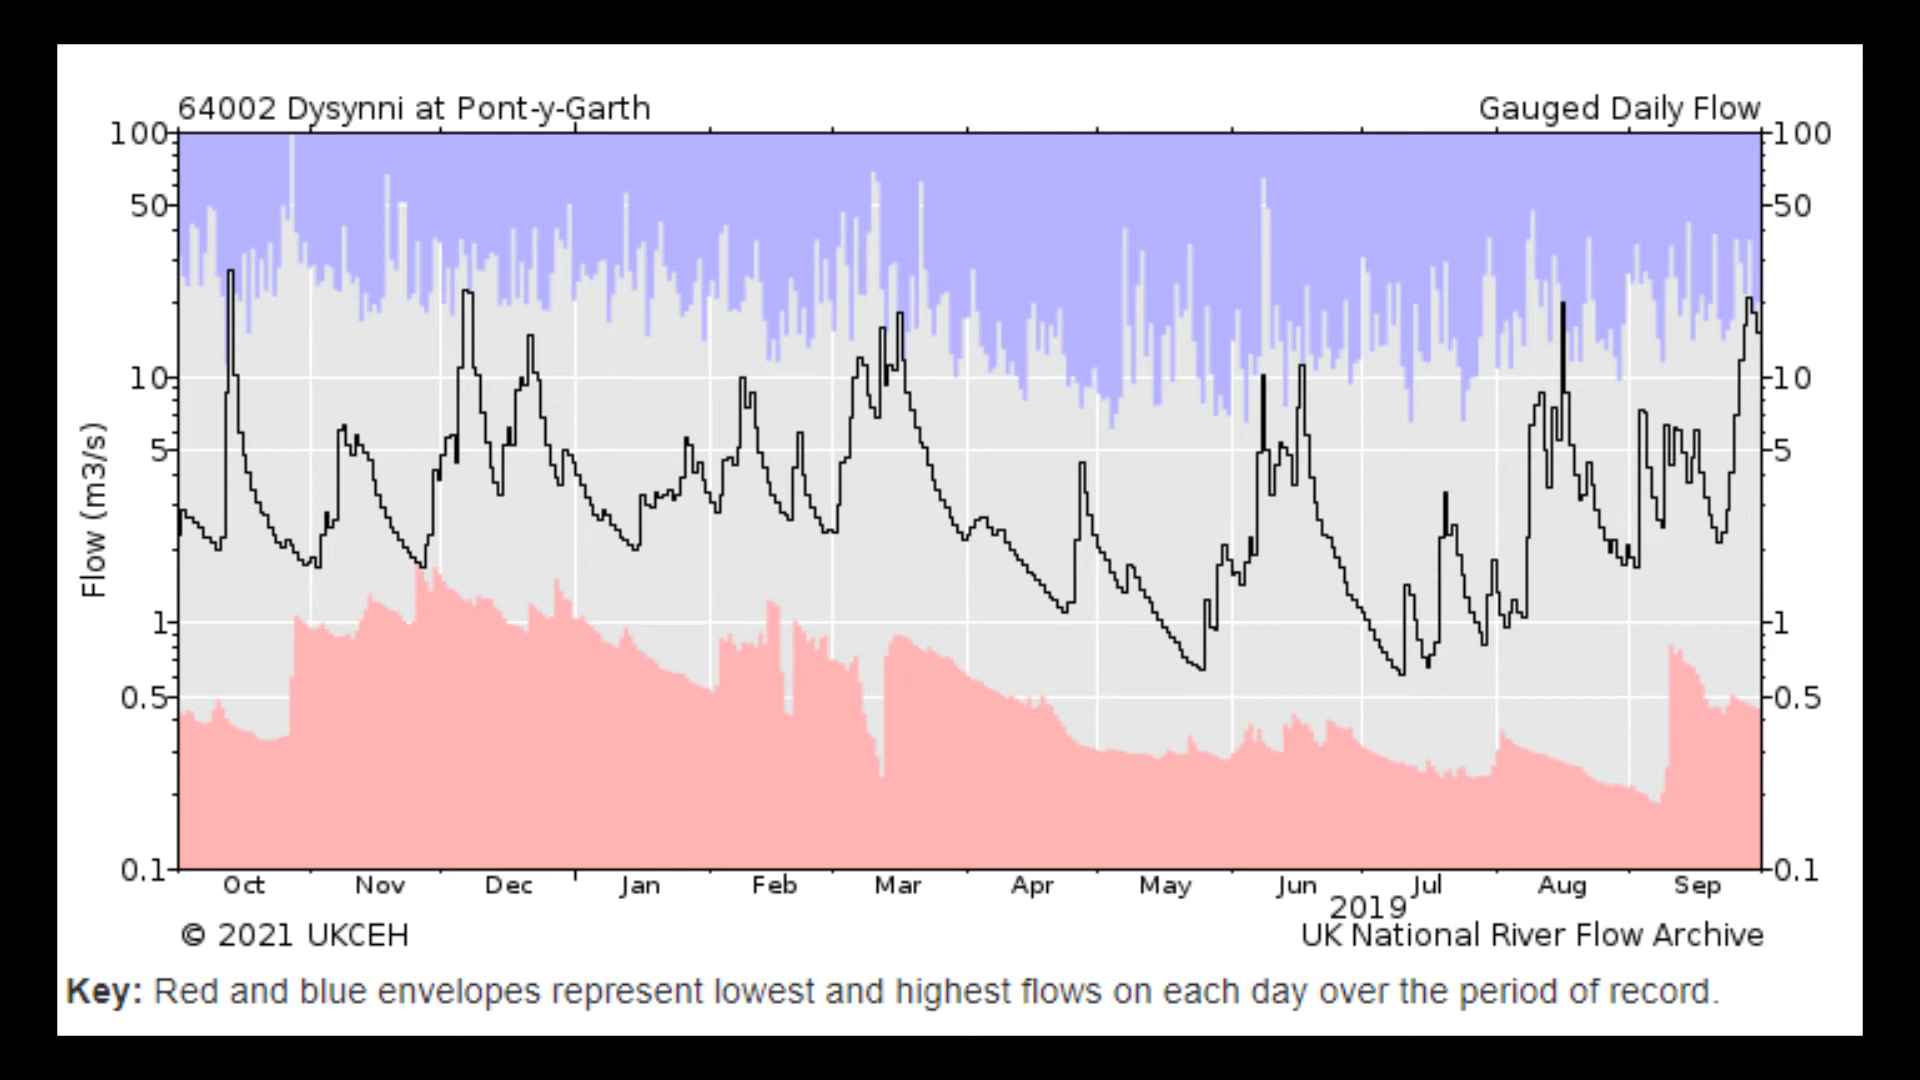 64002 Dysynni at Pont-y-Garth Gauged Daily Flow
100 100
50 50
10 10
5 5
Flow (m3/s)
1 1
0.5 0.5
0.1 0.1
Oct Nov Dec Jan Feb Mar Apr May Jun Jul Aug Sep
2019
© 2021 UKCEH UK National River Flow Archive
Key: Red and blue envelopes represent lowest and highest flows on each day over the period of record.